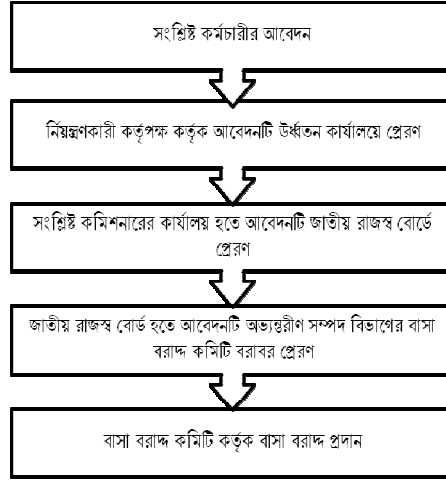 সংশ্লিষ্ট কর্মচারীর আবেদন
নিয়ন্ত্রণকারী কর্তৃপক্ষ কর্তৃক আবেদনটি উর্ধ্বতন কার্যালয়ে প্রেরণ
সংশ্লিষ্ট কমিশনারের কার্যালয় হতে আবেদনটি জাতীয় রাজস্ব বোর্ডে
প্রেরণ
জাতীয় রাজস্ব বোর্ড হতে আবেদনটি অভ্যন্তরীণ সম্পদ বিভাগের বাসা
বরাদ্দ কমিটি বরাবর প্রেরণ
বাসা বরাদ্দ কমিটি কর্তৃক বাসা বরাদ্দ প্রদান